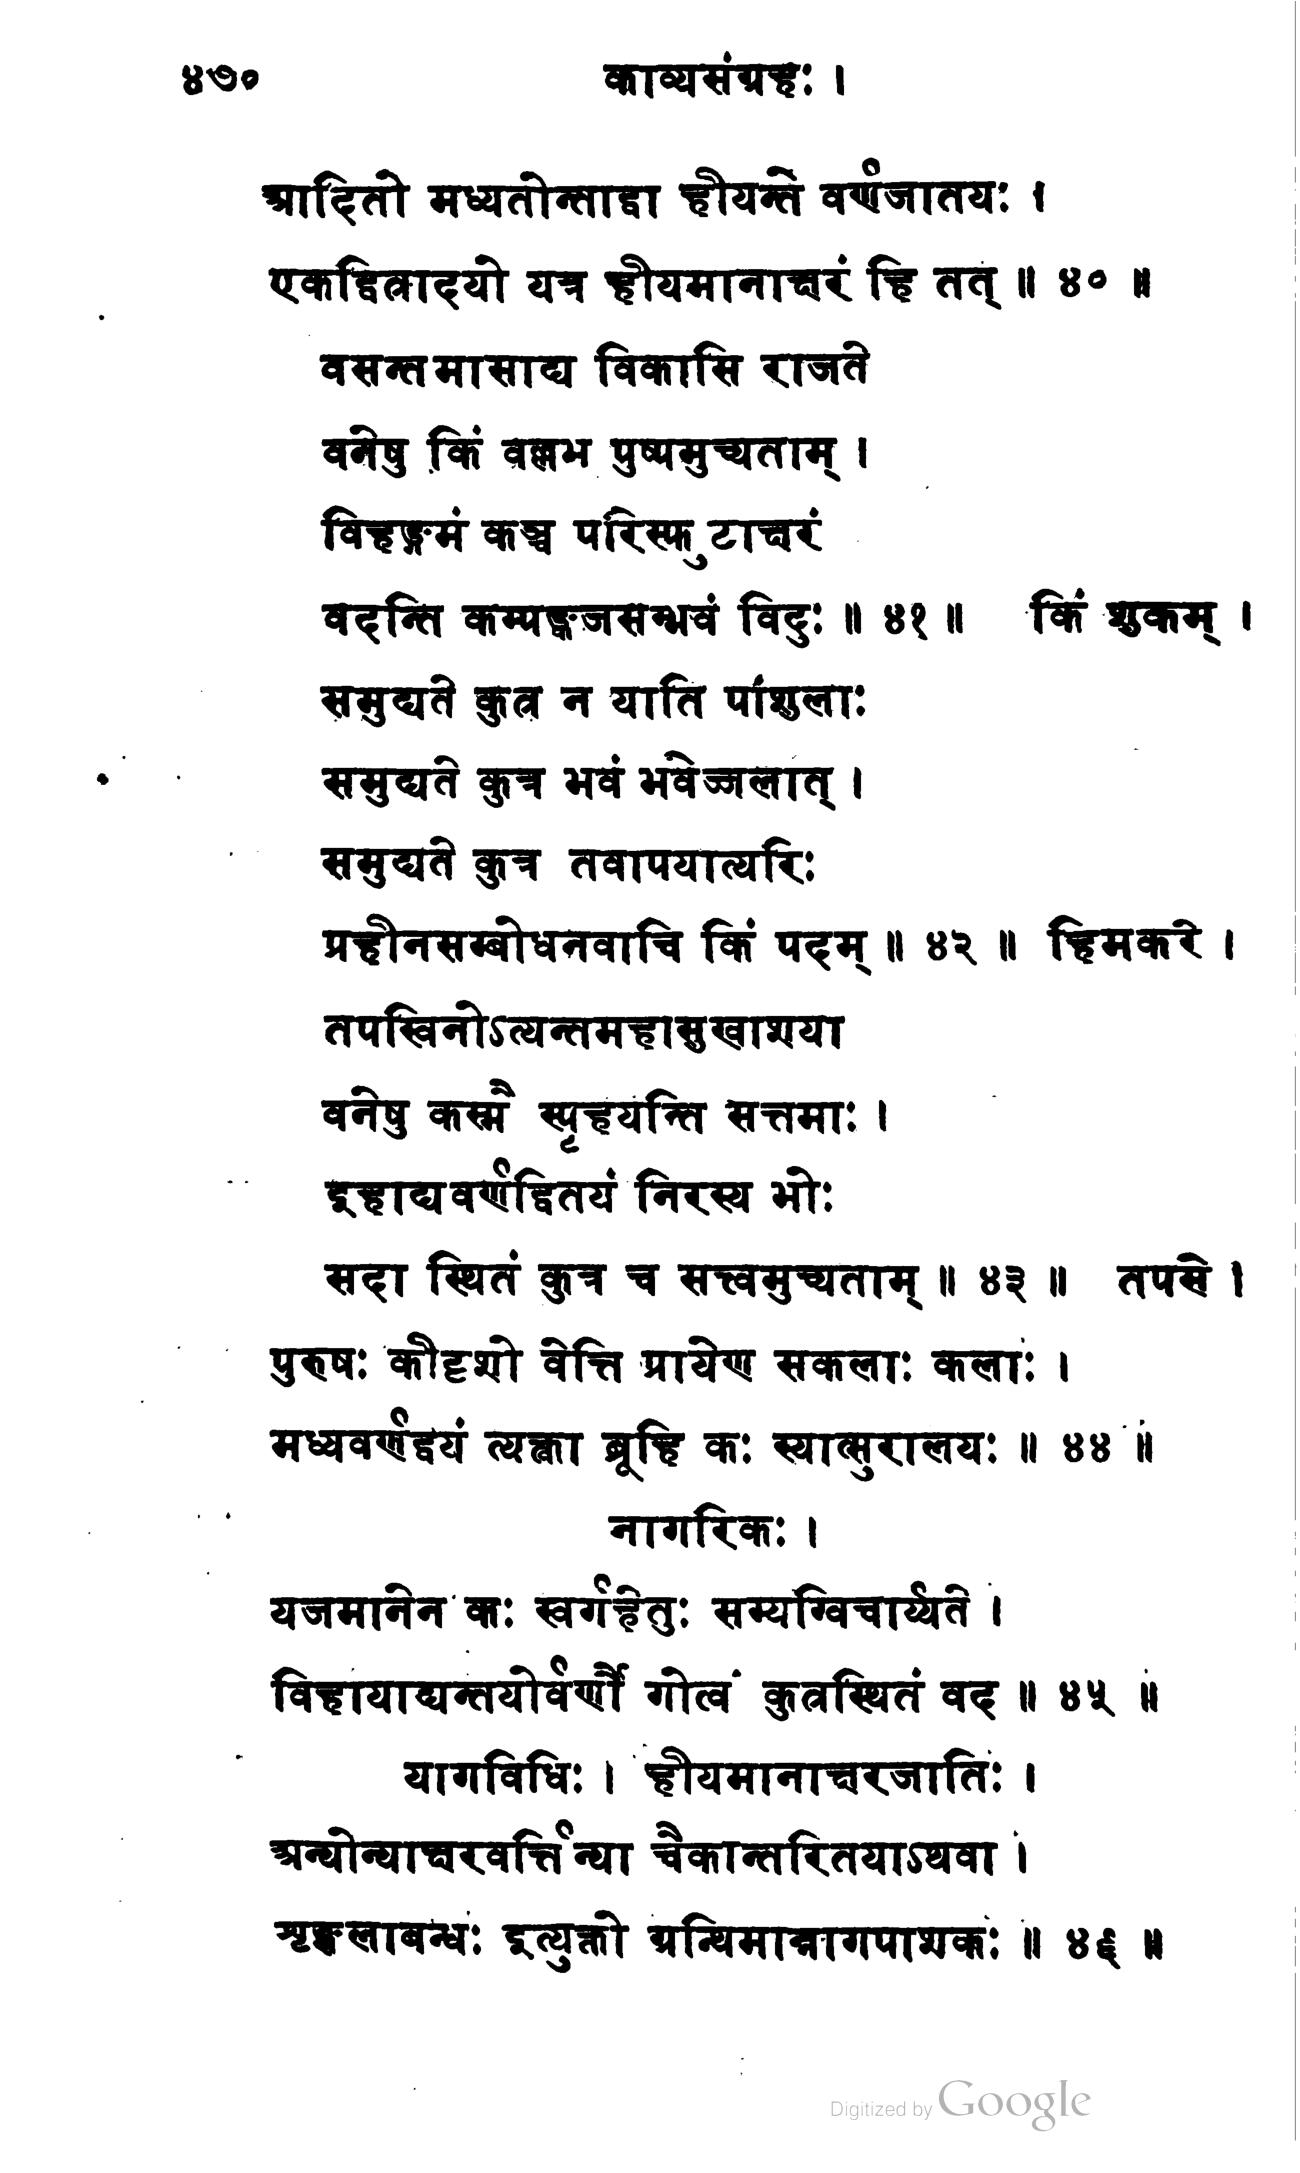 ४७० काव्यसंग्रहः ।
आदितो मध्यतोन्ताद्वा हीयन्ते वर्णजातयः ।
एकद्वित्रादयो यत्र हीयमानाक्षरं हि तत् ॥ ४० ॥
वसन्तमासाद्य विकासि राजते
वनेषु किं वल्लभ पुष्पमुच्यताम् ।
विहङ्गमं कञ्च परिस्फुटाक्षरं
वदन्ति कम्पङ्कजसम्भवं विदुः ॥ ४१ ॥ किं शुकम् ।
समुद्यते कुत्र न याति पांशुलाः
समुद्यते कुत्र भवं भवेज्जलात् ।
समुद्यते कुत्र तवापयात्यरिः
प्रहीनसम्बोधनवाचि किं पदम् ॥ ४२ ॥ हिमकरे ।
तपस्विनोऽत्यन्तमहासुखाशया
वनेषु कस्मै स्पृहयन्ति सत्तमाः ।
इहाद्यवर्णद्वितयं निरस्य भोः
सदा स्थितं कुत्र च सत्त्वमुच्यताम् ॥ ४३ ॥ तपसे ।
पुरुषः कीदृशो वेत्ति प्रायेण सकलाः कलाः ।
मध्यवर्णद्वयं त्यक्त्वा ब्रूहि कः स्यात्सुरालयः ॥ ४४ ॥
नागरिकः ।
यजमानेन कः स्वर्गहेतुः सम्यग्विचार्य्यते ।
विहायाद्यन्तयोर्वर्णौ गोत्वं कुत्रस्थितं वद ॥ ४५ ॥
यागविधिः । हीयमानाक्षरजातिः ।
अन्योन्याक्षरवर्त्तिन्या चैकान्तरितयाऽथवा ।
शृङ्खलाबन्धः इत्युक्तो ग्रन्थिमान्नागपाशकः ॥ ४६ ॥
Digitized by Google